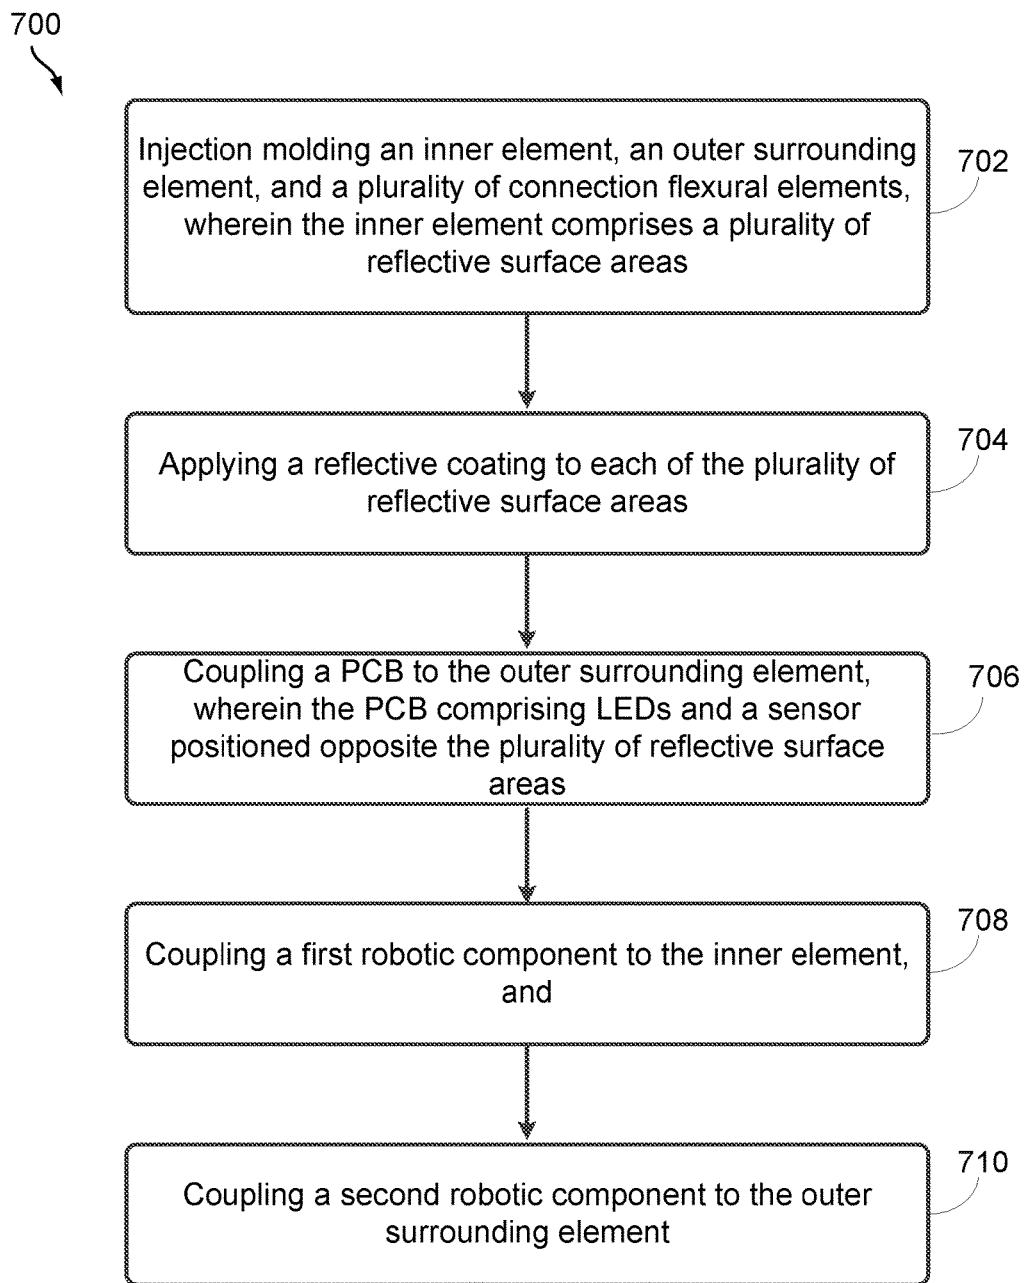 700
Injection molding an inner element, an outer surrounding
element, and a plurality of connection flexural elements,
wherein the inner element comprises a plurality of
reflective surface areas
702
Applying a reflective coating to each of the plurality of
reflective surface areas
704
Coupling a PCB to the outer surrounding element,
wherein the PCB comprising LEDs and a sensor
positioned opposite the plurality of reflective surface
areas
706
Coupling a first robotic component to the inner element,
and
708
Coupling a second robotic component to the outer
surrounding element
710